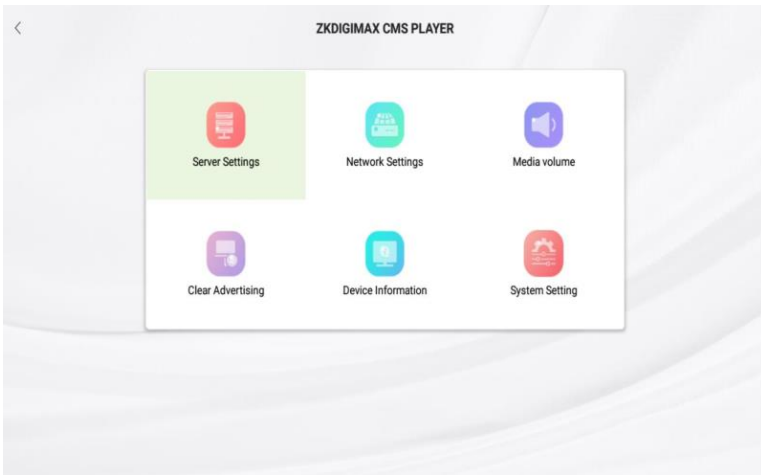 ZKDIGIMAX CMS PLAYER
Server Settings
Network Settings
Media volume
Clear Advertising
Device Information
System Setting